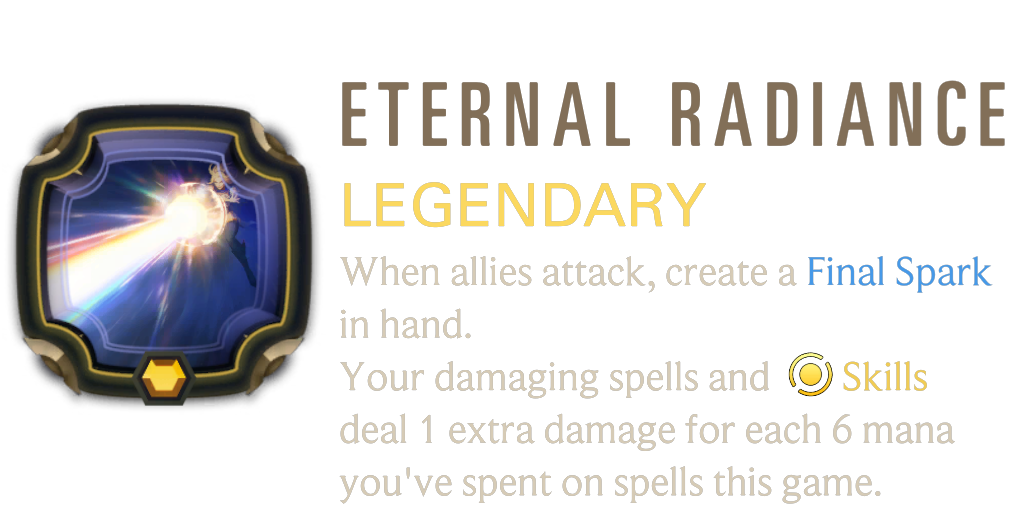 ETERNAL RADIANCE
LEGENDARY
When allies attack, create a Final Spark
in hand.
Your damaging spells and Skills
deal 1 extra damage for each 6 mana
you've spent on spells this game.